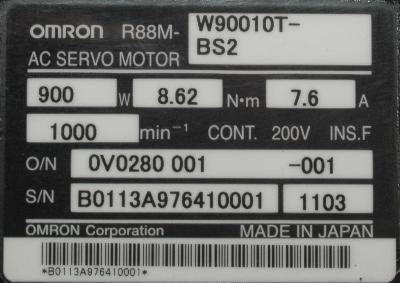 OMRON R88M- W90010T-
BS2
AC SERVO MOTOR
900 W 8.62 N·m 7.6 A
1000 min⁻¹ CONT. 200V INS.F
O/N 0V0280 001 -001
S/N B0113A976410001 1103
OMRON Corporation MADE IN JAPAN
*B0113A976410001*